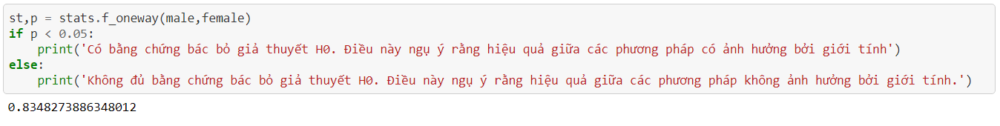 st,p = stats.f_oneway(male,female)
if p < 0.05:
    print('Có bằng chứng bác bỏ giả thuyết H0. Điều này ngụ ý rằng hiệu quả giữa các phương pháp có ảnh hưởng bởi giới tính')
else:
    print('Không đủ bằng chứng bác bỏ giả thuyết H0. Điều này ngụ ý rằng hiệu quả giữa các phương pháp không ảnh hưởng bởi giới tính.')
0.8348273886348012